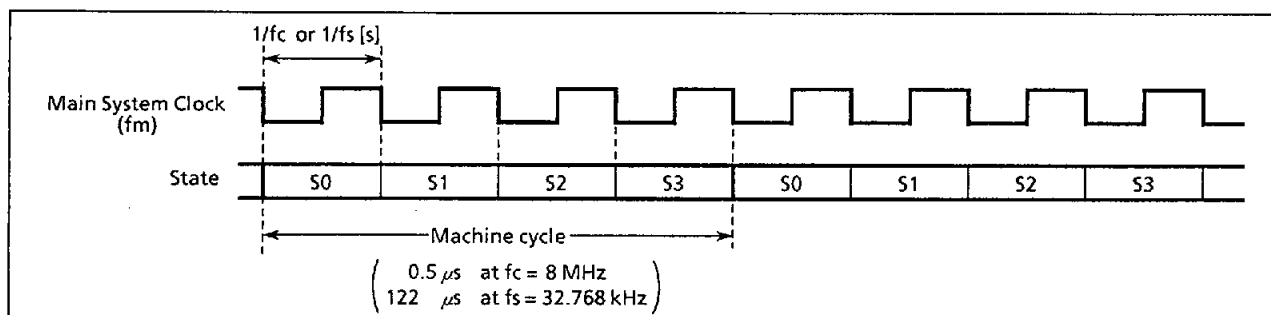 1/fc or 1/fs [s]
Main System Clock
(fm)
State
S0 S1 S2 S3 S0 S1 S2 S3
Machine cycle
0.5 μs at fc = 8 MHz
122 μs at fs = 32.768 kHz